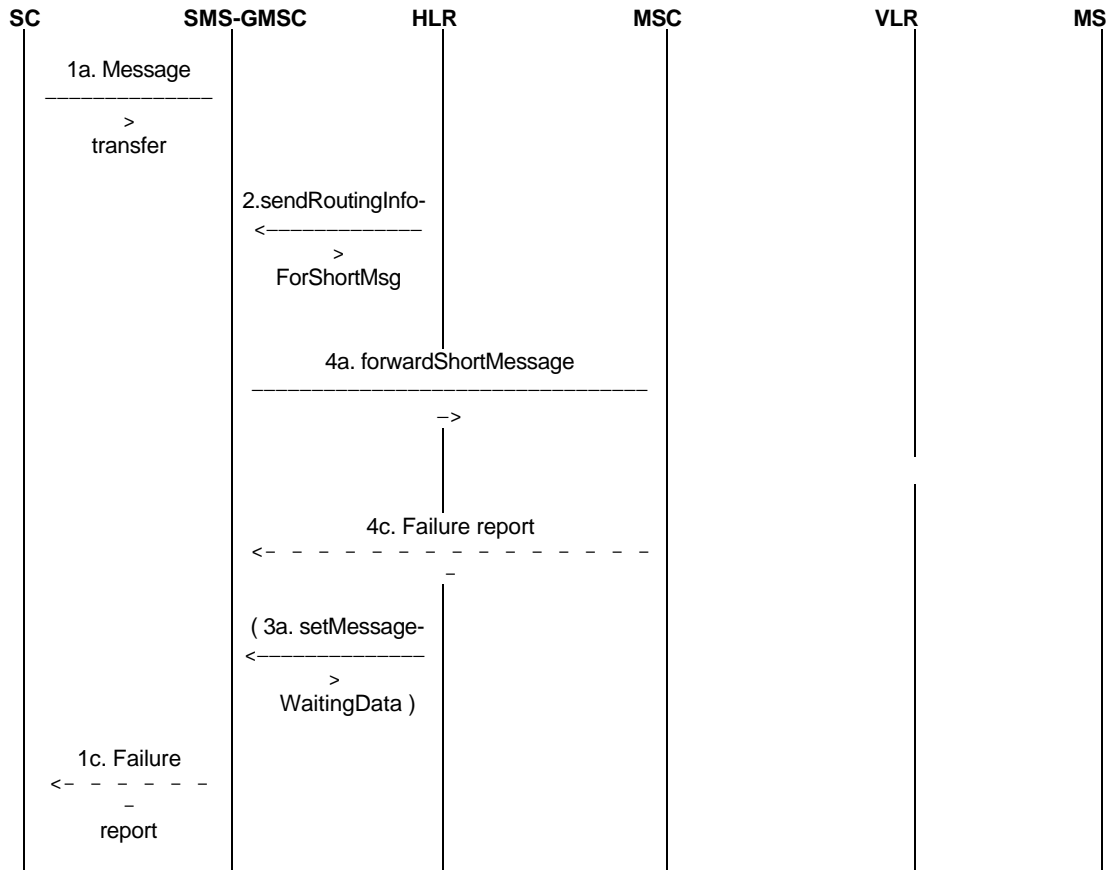 SC SMS-GMSC HLR MSC VLR MS
1a. Message
––––––––––––––
>
transfer
2.sendRoutingInfo-
<–––––––––––––
>
ForShortMsg
4a. forwardShortMessage
–––––––––––––––––––––––––––––––––
–>
4c. Failure report
<– – – – – – – – – – – – – – – –
–
( 3a. setMessage-
<––––––––––––––
>
WaitingData )
1c. Failure
<– – – – – –
–
report